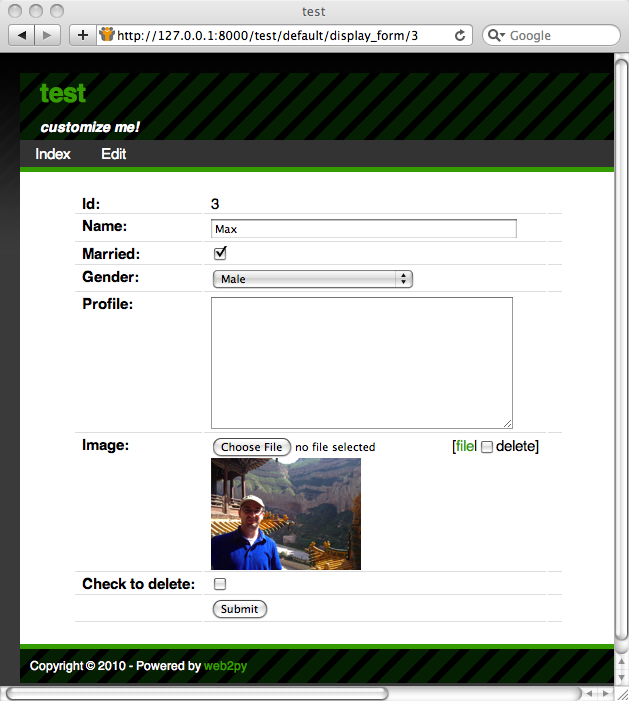 test
http://127.0.0.1:8000/test/default/display_form/3
Google
test
customize me!
Index Edit
Id: 3
Name: Max
Married:
Gender: Male
Profile:
Image: Choose File no file selected [file| delete]
Check to delete:
Submit
Copyright © 2010 - Powered by web2py